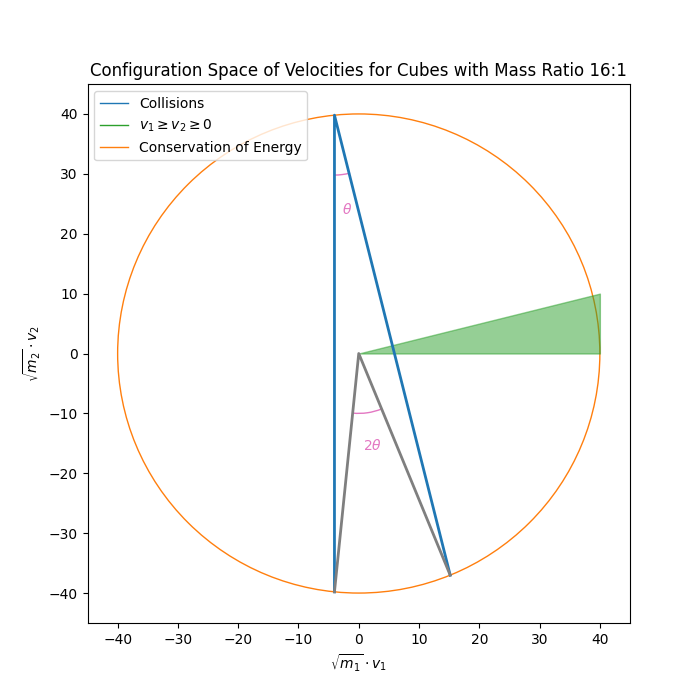 Configuration Space of Velocities for Cubes with Mass Ratio 16:1
Collisions
v₁ ≥ v₂ ≥ 0
Conservation of Energy
40
30
20
10
0
−10
−20
−30
−40
θ
2θ
−40 −30 −20 −10 0 10 20 30 40
√m₁ · v₁
√m₂ · v₂